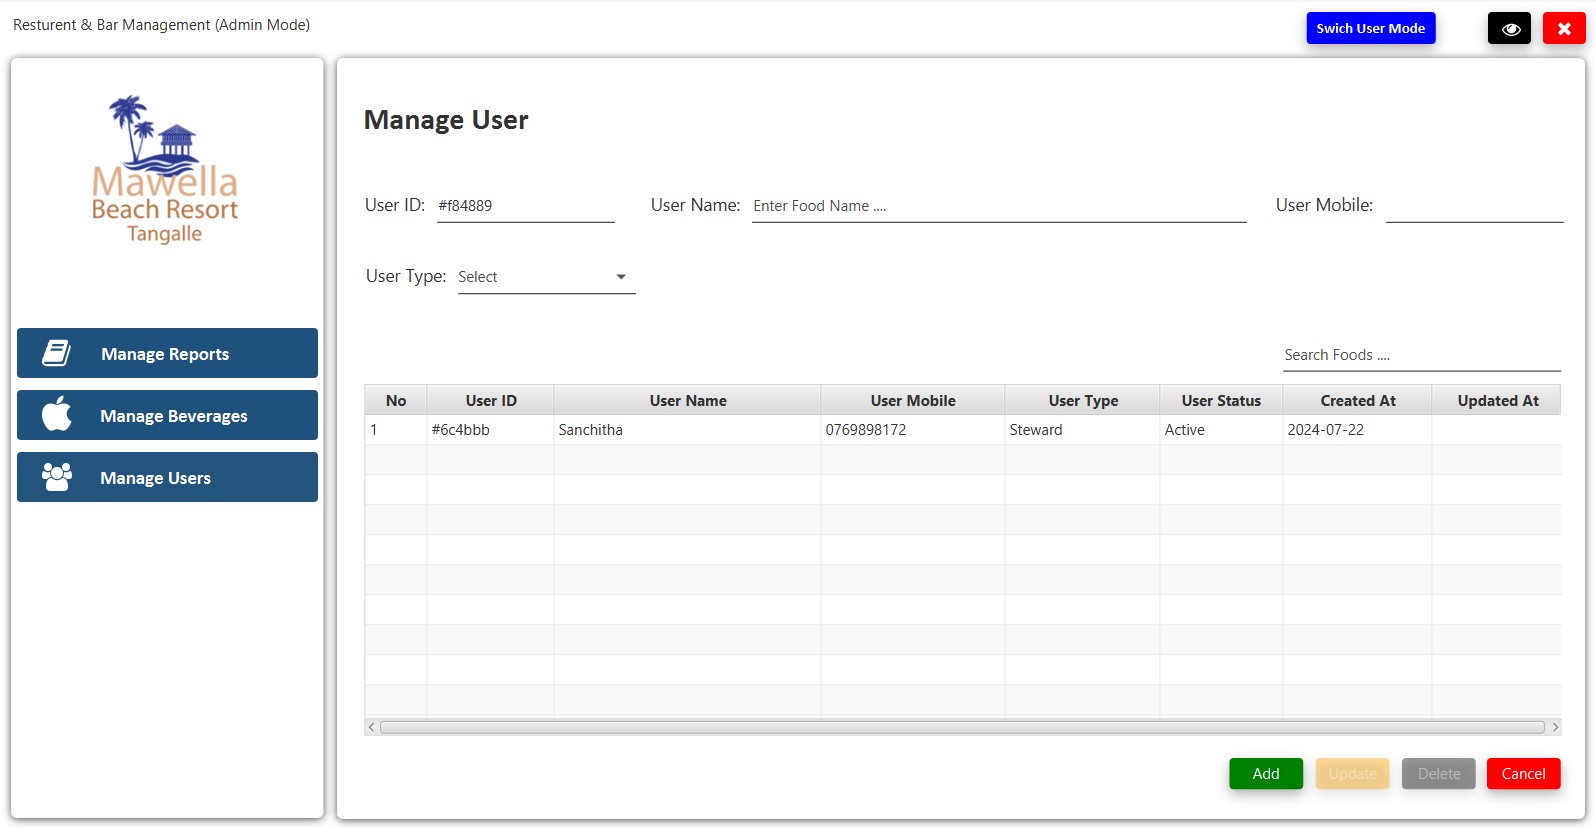 Resturent & Bar Management (Admin Mode)
Swich User Mode
Mawella
Beach Resort
Tangalle
Manage Reports
Manage Beverages
Manage Users
Manage User
User ID: #f84889 User Name: Enter Food Name .... User Mobile:
User Type: Select
Search Foods ....
No User ID User Name User Mobile User Type User Status Created At Updated At
1 #6c4bbb Sanchitha 0769898172 Steward Active 2024-07-22
Add Update Delete Cancel